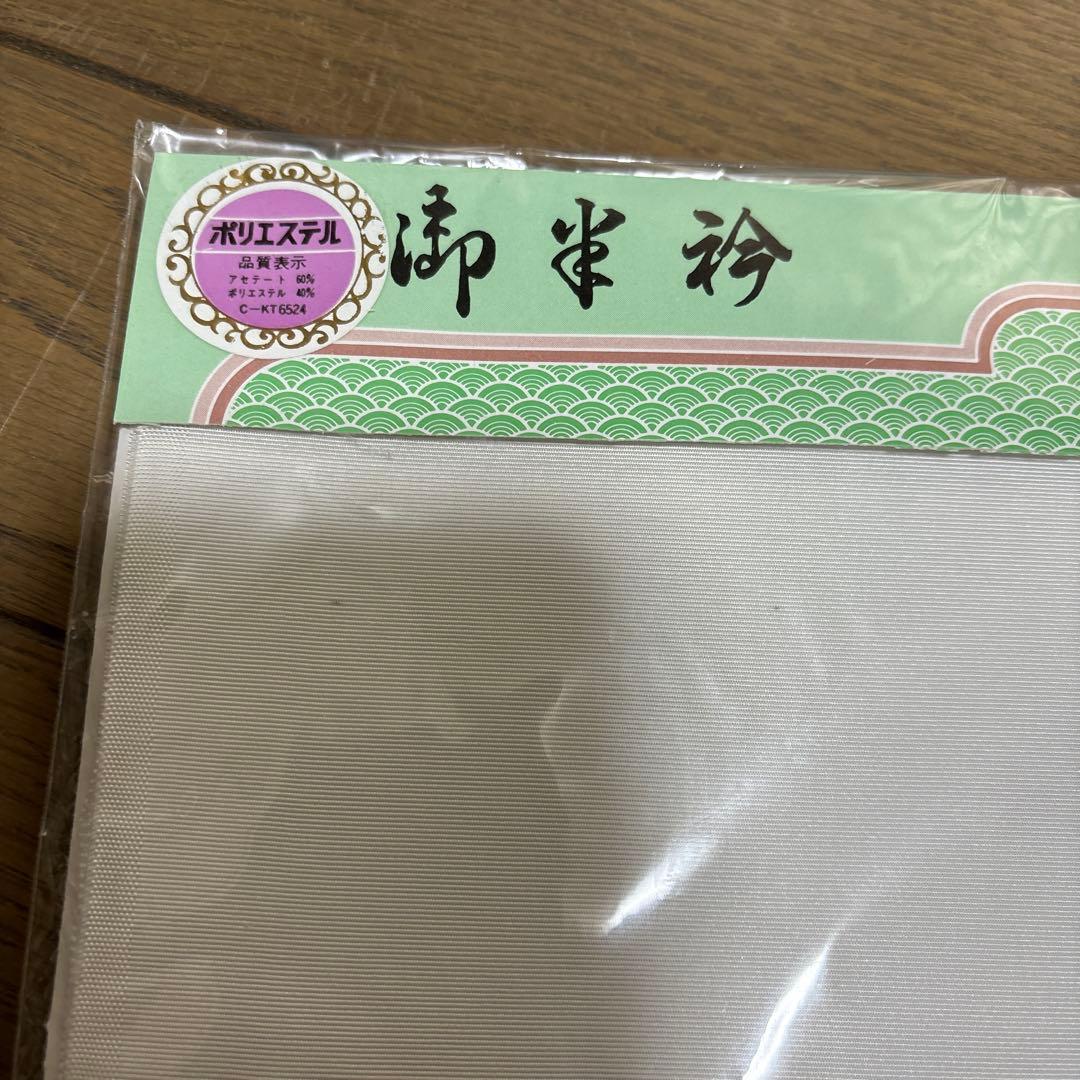 ポリエステル
品質表示
アセテート 60%
ポリエステル 40%
C-KT6524
御半衿